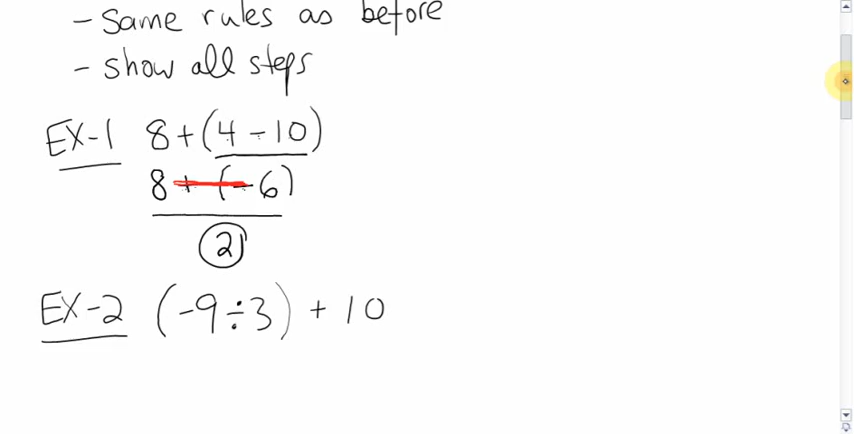 - Same rules as before
- show all steps
EX-1 8 + (4 - 10)
8 + (-6)
2
EX-2 (-9 ÷ 3) + 10